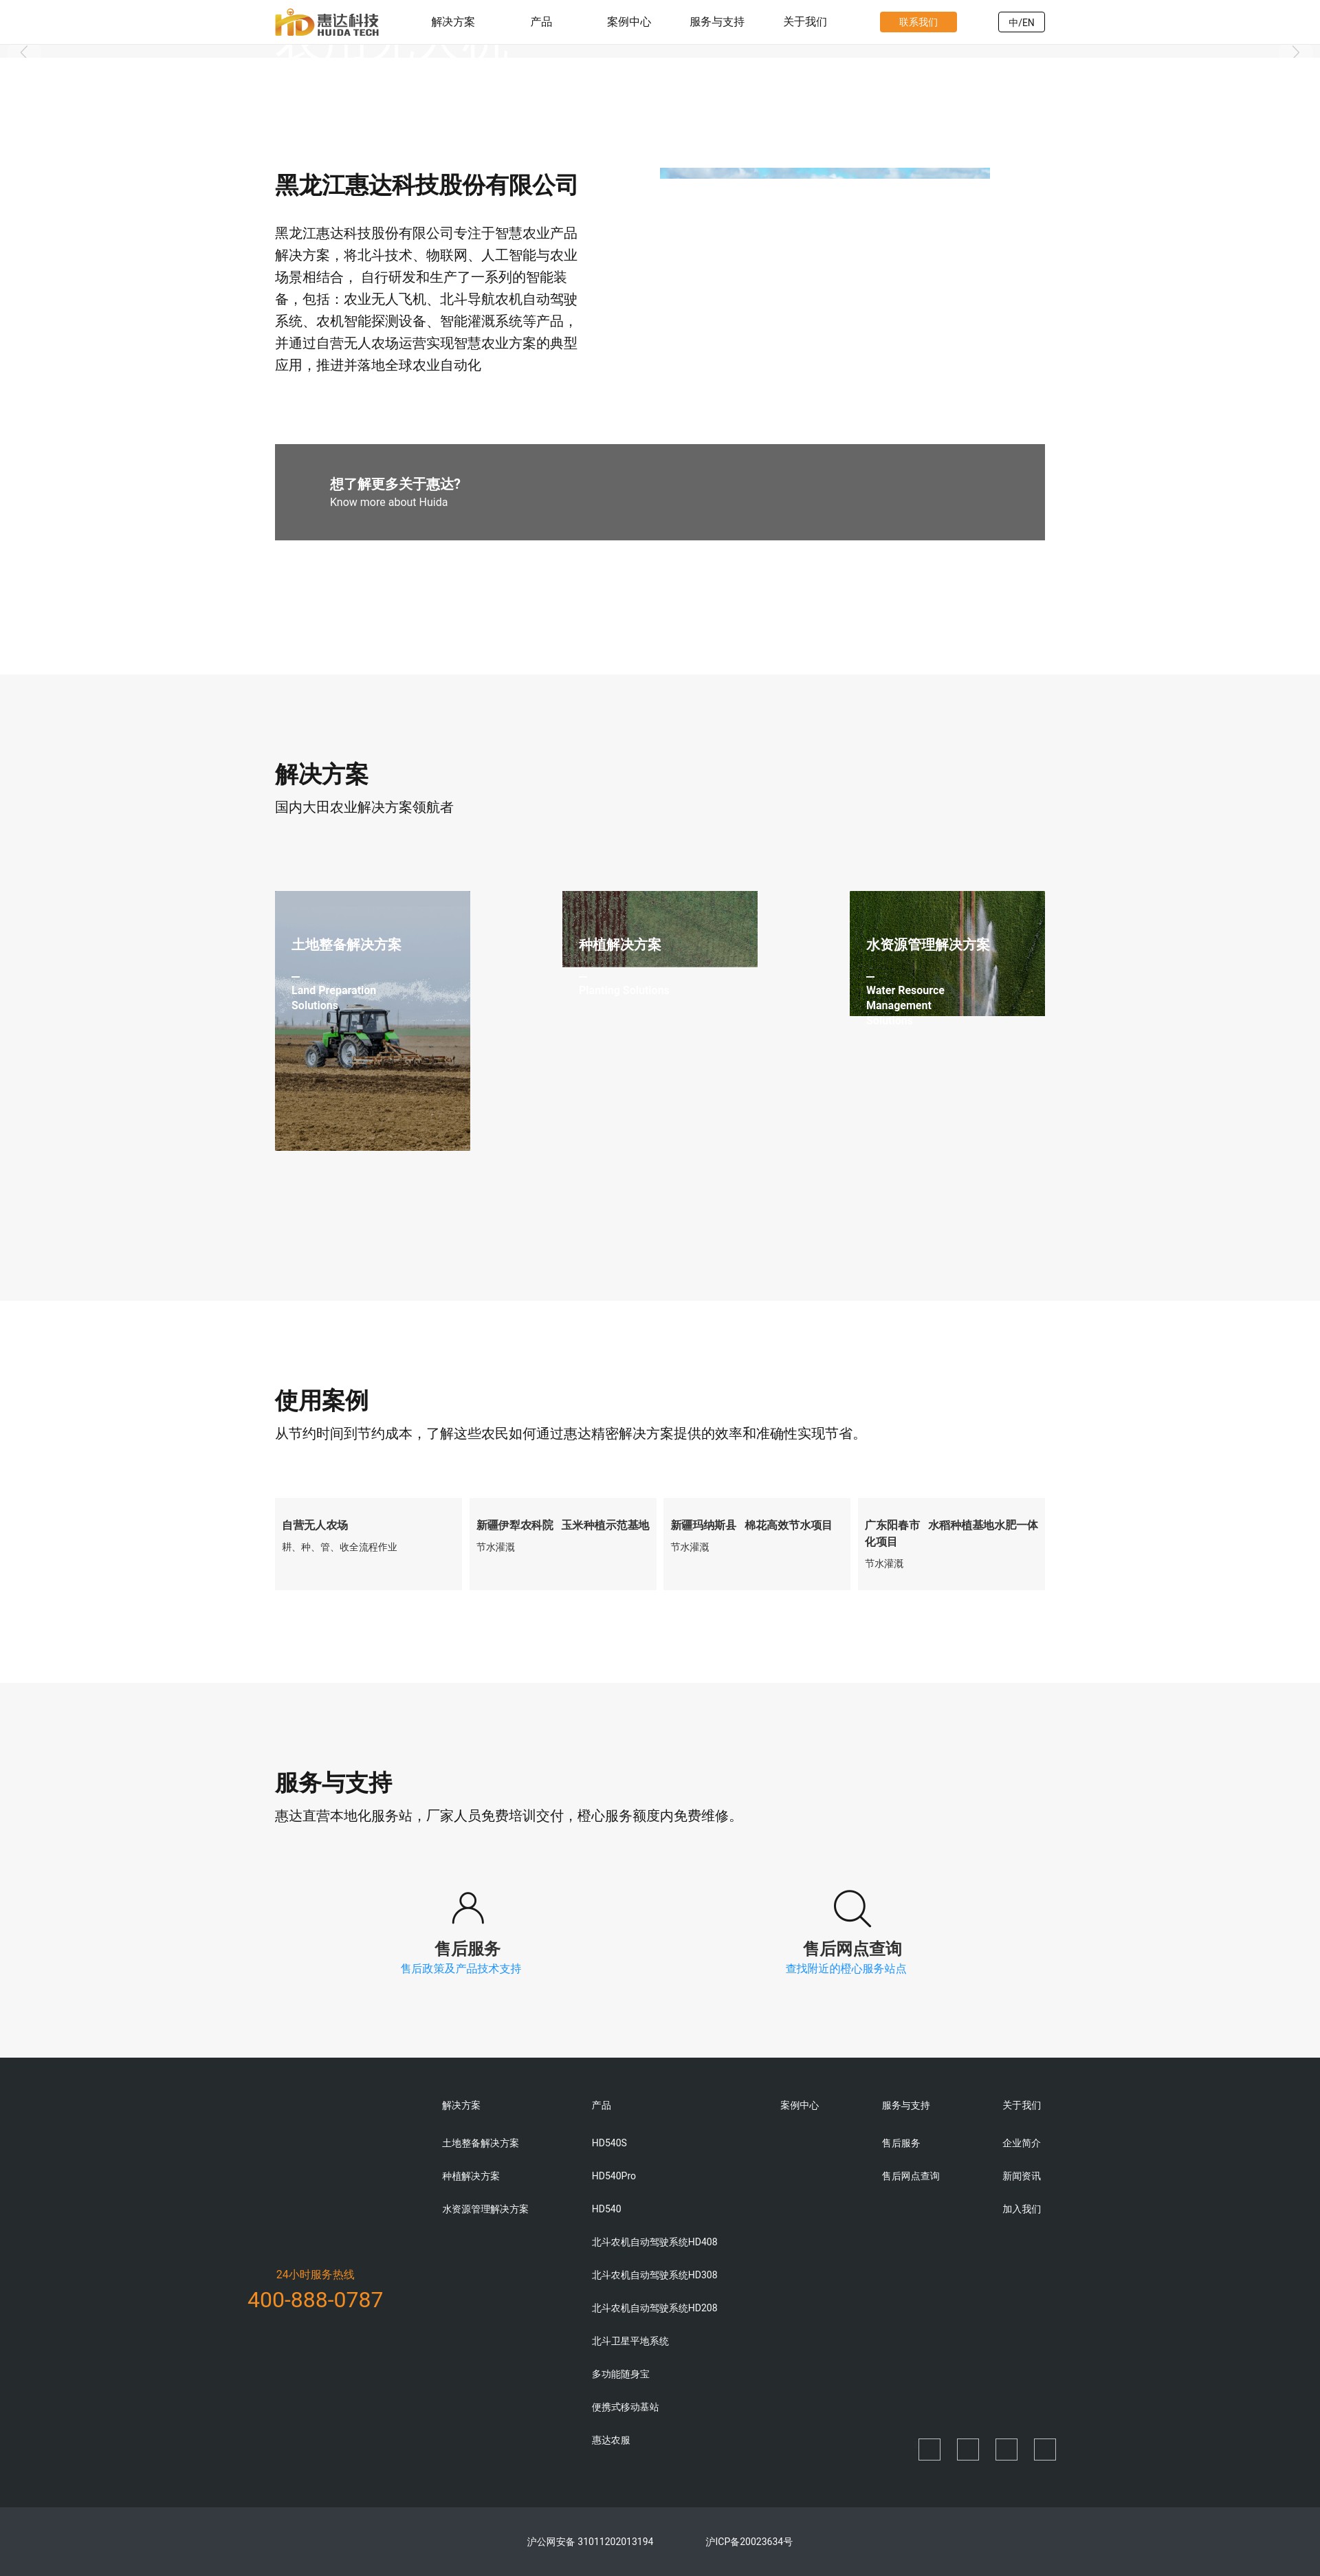 惠达科技
HUIDA TECH
解决方案
产品
案例中心
服务与支持
关于我们
联系我们
中/EN
黑龙江惠达科技股份有限公司
黑龙江惠达科技股份有限公司专注于智慧农业产品
解决方案，将北斗技术、物联网、人工智能与农业
场景相结合， 自行研发和生产了一系列的智能装
备，包括：农业无人飞机、北斗导航农机自动驾驶
系统、农机智能探测设备、智能灌溉系统等产品，
并通过自营无人农场运营实现智慧农业方案的典型
应用，推进并落地全球农业自动化
想了解更多关于惠达?
Know more about Huida
解决方案
国内大田农业解决方案领航者
土地整备解决方案
Land Preparation
Solutions
种植解决方案
Planting Solutions
水资源管理解决方案
Water Resource
Management
使用案例
从节约时间到节约成本，了解这些农民如何通过惠达精密解决方案提供的效率和准确性实现节省。
自营无人农场
耕、种、管、收全流程作业
新疆伊犁农科院 玉米种植示范基地
节水灌溉
新疆玛纳斯县 棉花高效节水项目
节水灌溉
广东阳春市 水稻种植基地水肥一体
化项目
节水灌溉
服务与支持
惠达直营本地化服务站，厂家人员免费培训交付，橙心服务额度内免费维修。
售后服务
售后政策及产品技术支持
售后网点查询
查找附近的橙心服务站点
24小时服务热线
400-888-0787
解决方案
土地整备解决方案
种植解决方案
水资源管理解决方案
产品
HD540S
HD540Pro
HD540
北斗农机自动驾驶系统HD408
北斗农机自动驾驶系统HD308
北斗农机自动驾驶系统HD208
北斗卫星平地系统
多功能随身宝
便携式移动基站
惠达农服
案例中心
服务与支持
售后服务
售后网点查询
关于我们
企业简介
新闻资讯
加入我们
沪公网安备 31011202013194
沪ICP备20023634号